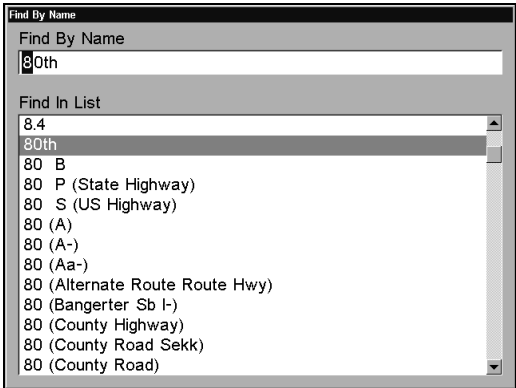 Find By Name
Find By Name
80th
Find In List
8.4
80th
80 B
80 P (State Highway)
80 S (US Highway)
80 (A)
80 (A-)
80 (Aa-)
80 (Alternate Route Route Hwy)
80 (Bangerter Sb I-)
80 (County Highway)
80 (County Road Sekk)
80 (County Road)